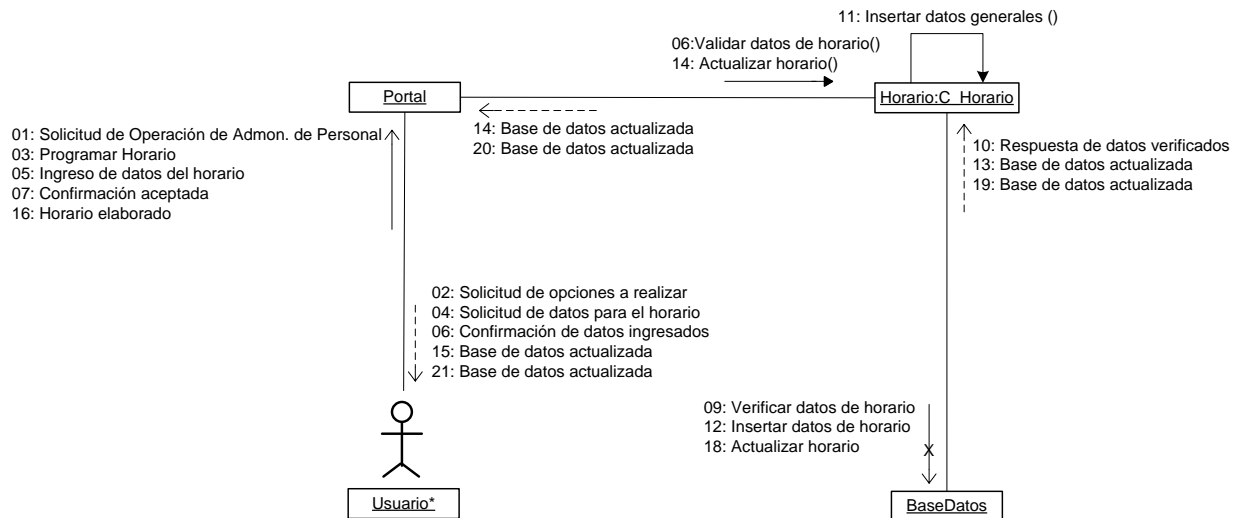 11: Insertar datos generales ()
06:Validar datos de horario()
14: Actualizar horario()
Portal
Horario:C_Horario
14: Base de datos actualizada
20: Base de datos actualizada
01: Solicitud de Operación de Admon. de Personal
03: Programar Horario
05: Ingreso de datos del horario
07: Confirmación aceptada
16: Horario elaborado
10: Respuesta de datos verificados
13: Base de datos actualizada
19: Base de datos actualizada
02: Solicitud de opciones a realizar
04: Solicitud de datos para el horario
06: Confirmación de datos ingresados
15: Base de datos actualizada
21: Base de datos actualizada
09: Verificar datos de horario
12: Insertar datos de horario
18: Actualizar horario
X
Usuario*
BaseDatos